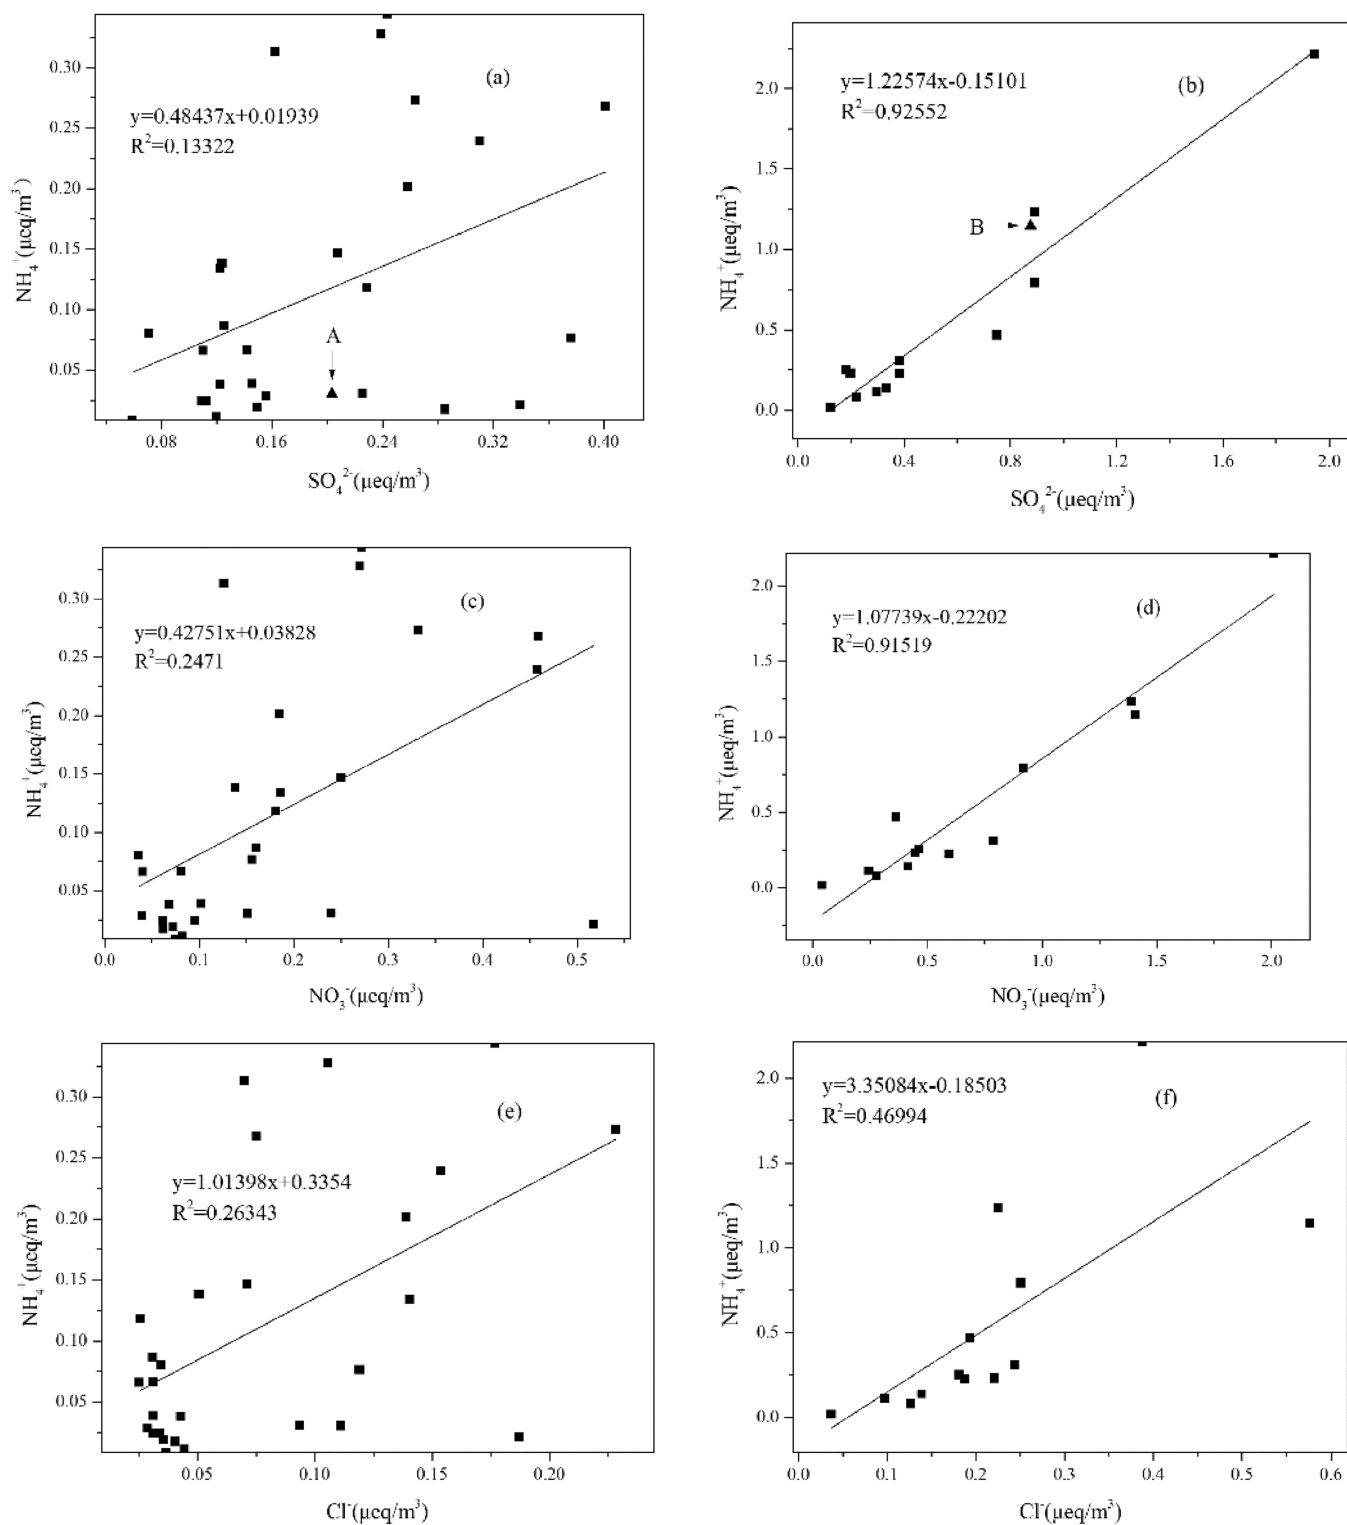 (a)
y=0.48437x+0.01939
R²=0.13322
A
NH₄⁺(μcq/m³)
0.30
0.25
0.20
0.15
0.10
0.05
0.08 0.16 0.24 0.32 0.40
SO₄²⁻(μeq/m³)
(b)
y=1.22574x-0.15101
R²=0.92552
B
NH₄⁺(μeq/m³)
2.0
1.5
1.0
0.5
0.0
0.0 0.4 0.8 1.2 1.6 2.0
SO₄²⁻(μeq/m³)
(c)
y=0.42751x+0.03828
R²=0.2471
NH₄⁺(μcq/m³)
0.30
0.25
0.20
0.15
0.10
0.05
0.0 0.1 0.2 0.3 0.4 0.5
NO₃⁻(μcq/m³)
(d)
y=1.07739x-0.22202
R²=0.91519
NH₄⁺(μeq/m³)
2.0
1.5
1.0
0.5
0.0
0.0 0.5 1.0 1.5 2.0
NO₃⁻(μeq/m³)
(e)
y=1.01398x+0.3354
R²=0.26343
NH₄⁺(μcq/m³)
0.30
0.25
0.20
0.15
0.10
0.05
0.05 0.10 0.15 0.20
Cl⁻(μcq/m³)
(f)
y=3.35084x-0.18503
R²=0.46994
NH₄⁺(μeq/m³)
2.0
1.5
1.0
0.5
0.0
0.0 0.1 0.2 0.3 0.4 0.5 0.6
Cl⁻(μeq/m³)